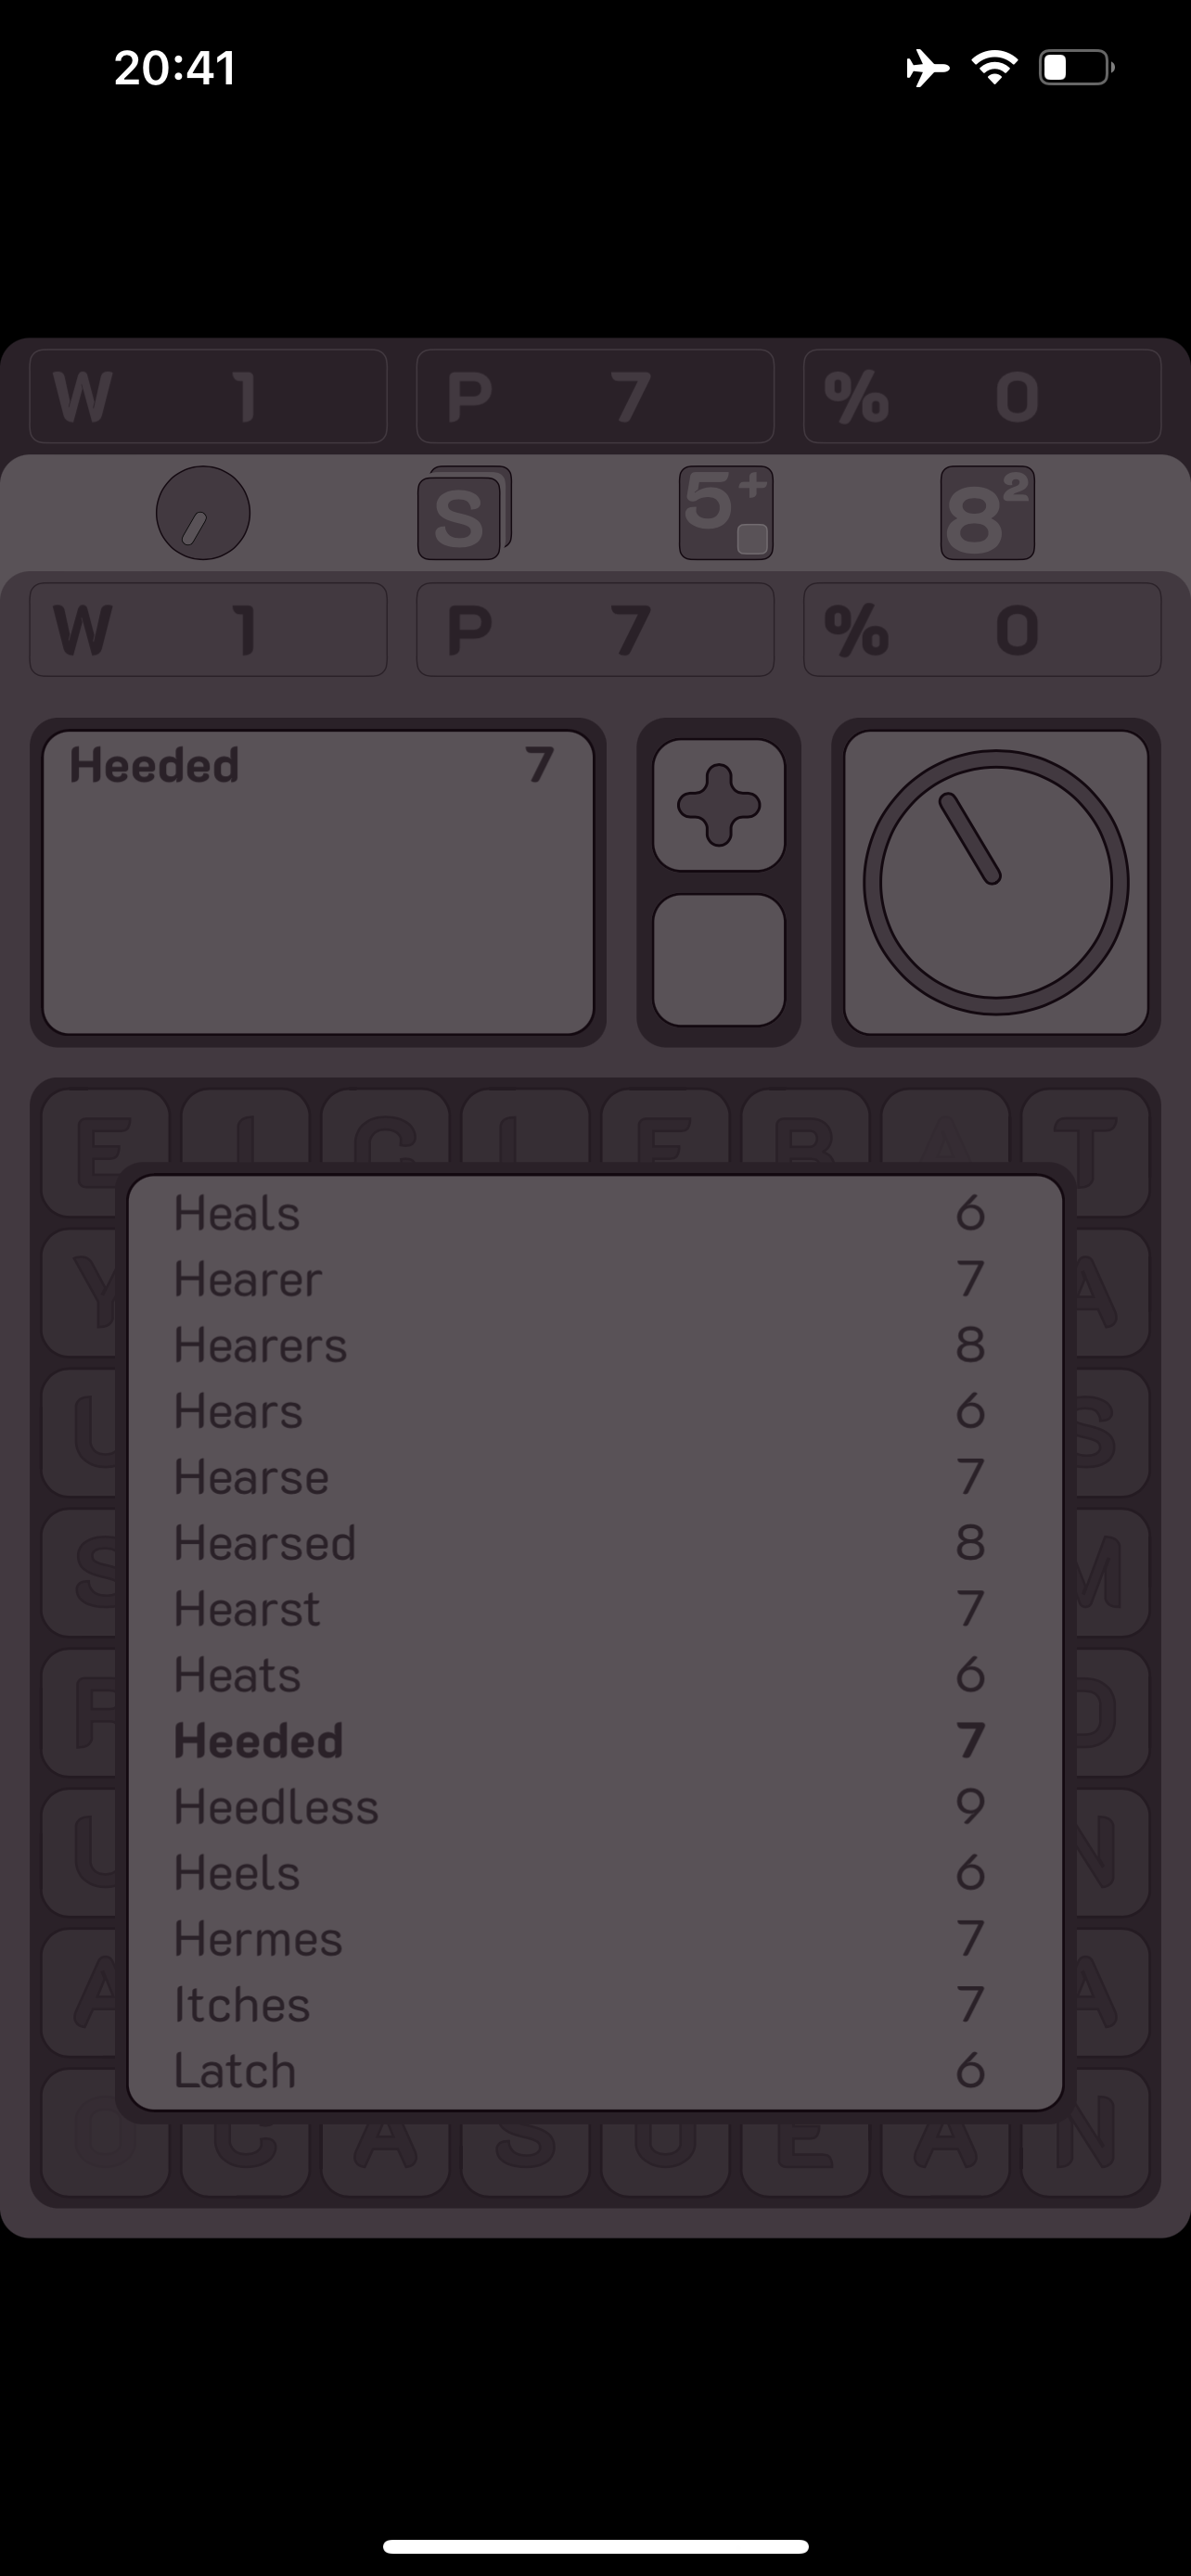 20:41
W 1 P 7 % 0
S 5+ 8²
W 1 P 7 % 0
Heeded 7
E I C L F B A T
Y A
Heals 6
Hearer 7
U S
Hearers 8
Hears 6
Hearse 7
S M
Hearsed 8
Hearst 7
Heats 6
Heeded 7
Heedless 9
U N
Heels 6
Hermes 7
A A
Itches 7
Latch 6
O C A S U E A N